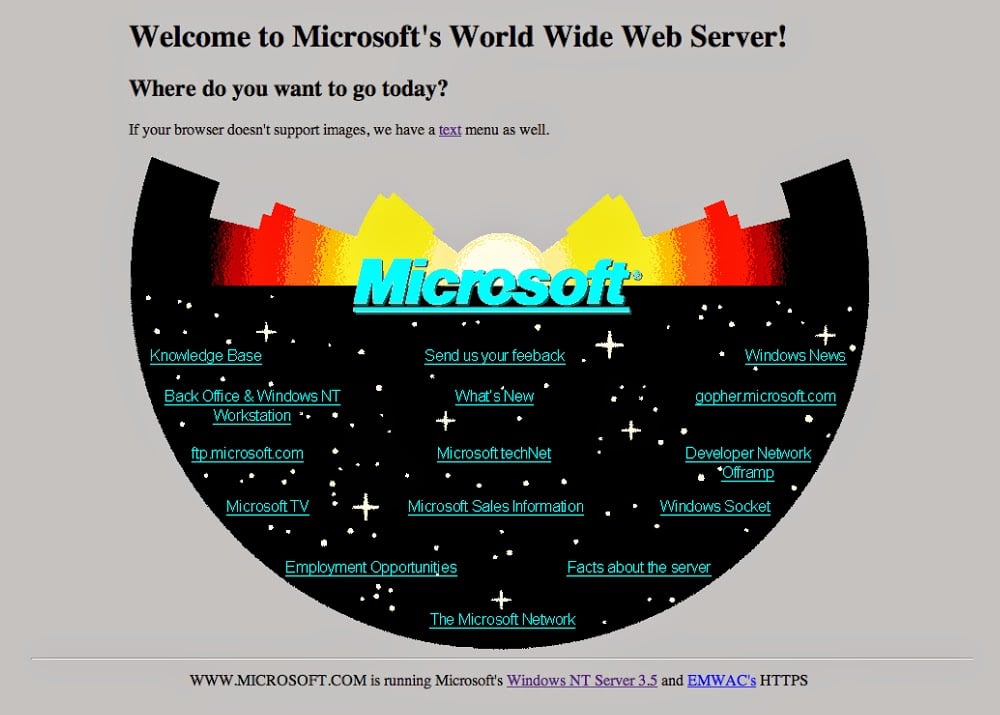 Welcome to Microsoft's World Wide Web Server!
Where do you want to go today?
If your browser doesn't support images, we have a text menu as well.
Microsoft®
Knowledge Base
Send us your feeback
Windows News
Back Office & Windows NT
Workstation
What's New
gopher.microsoft.com
ftp.microsoft.com
Microsoft techNet
Developer Network
Offramp
Microsoft TV
Microsoft Sales Information
Windows Socket
Employment Opportunities
Facts about the server
The Microsoft Network
WWW.MICROSOFT.COM is running Microsoft's Windows NT Server 3.5 and EMWAC's HTTPS